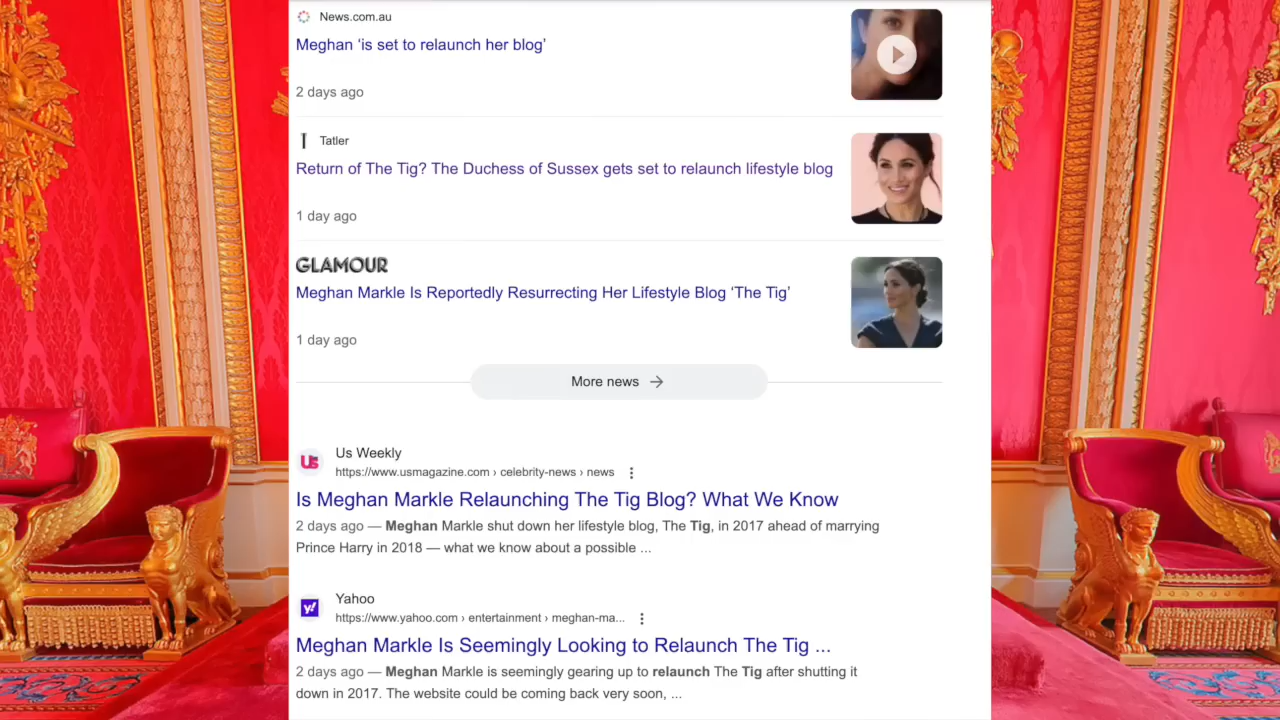 News.com.au
Meghan ‘is set to relaunch her blog’
2 days ago
Tatler
Return of The Tig? The Duchess of Sussex gets set to relaunch lifestyle blog
1 day ago
GLAMOUR
Meghan Markle Is Reportedly Resurrecting Her Lifestyle Blog ‘The Tig’
1 day ago
More news →
Us Weekly
Us
https://www.usmagazine.com › celebrity-news › news
Is Meghan Markle Relaunching The Tig Blog? What We Know
2 days ago — Meghan Markle shut down her lifestyle blog, The Tig, in 2017 ahead of marrying
Prince Harry in 2018 — what we know about a possible ...
Yahoo
y!
https://www.yahoo.com › entertainment › meghan-ma...
Meghan Markle Is Seemingly Looking to Relaunch The Tig ...
2 days ago — Meghan Markle is seemingly gearing up to relaunch The Tig after shutting it
down in 2017. The website could be coming back very soon, ...